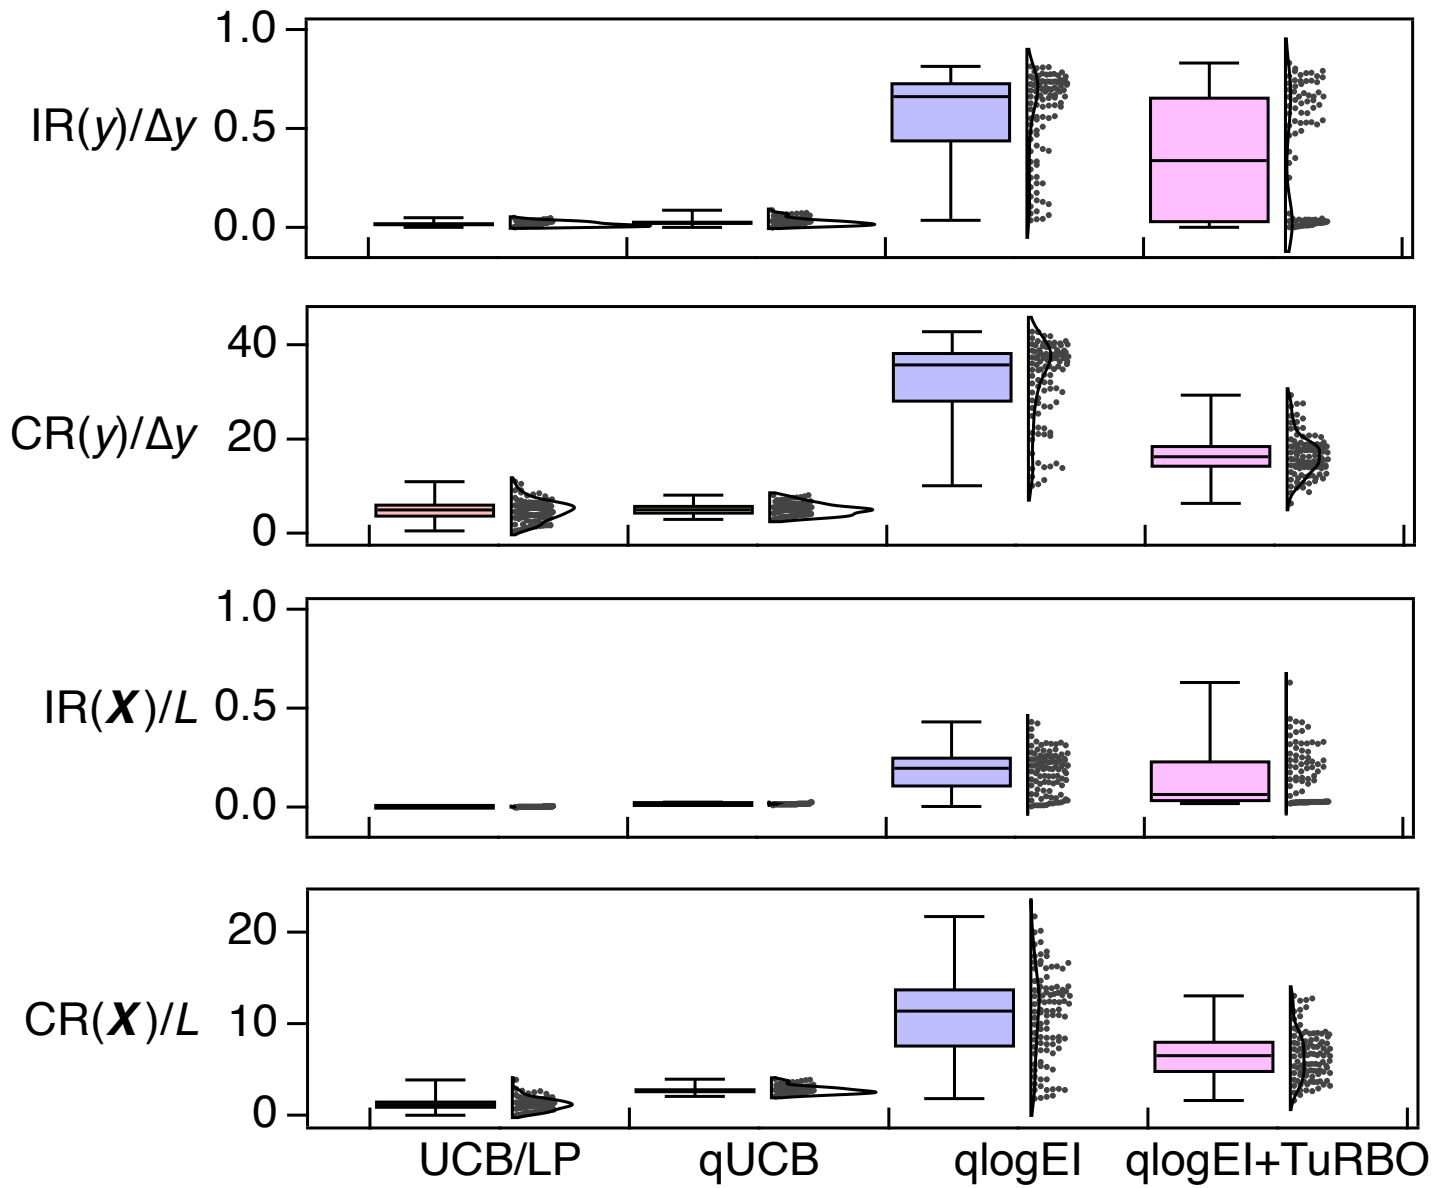 1.0
IR(y)/Δy 0.5
0.0
40
CR(y)/Δy 20
0
1.0
IR(X)/L 0.5
0.0
20
CR(X)/L 10
0
UCB/LP qUCB qlogEI qlogEI+TuRBO